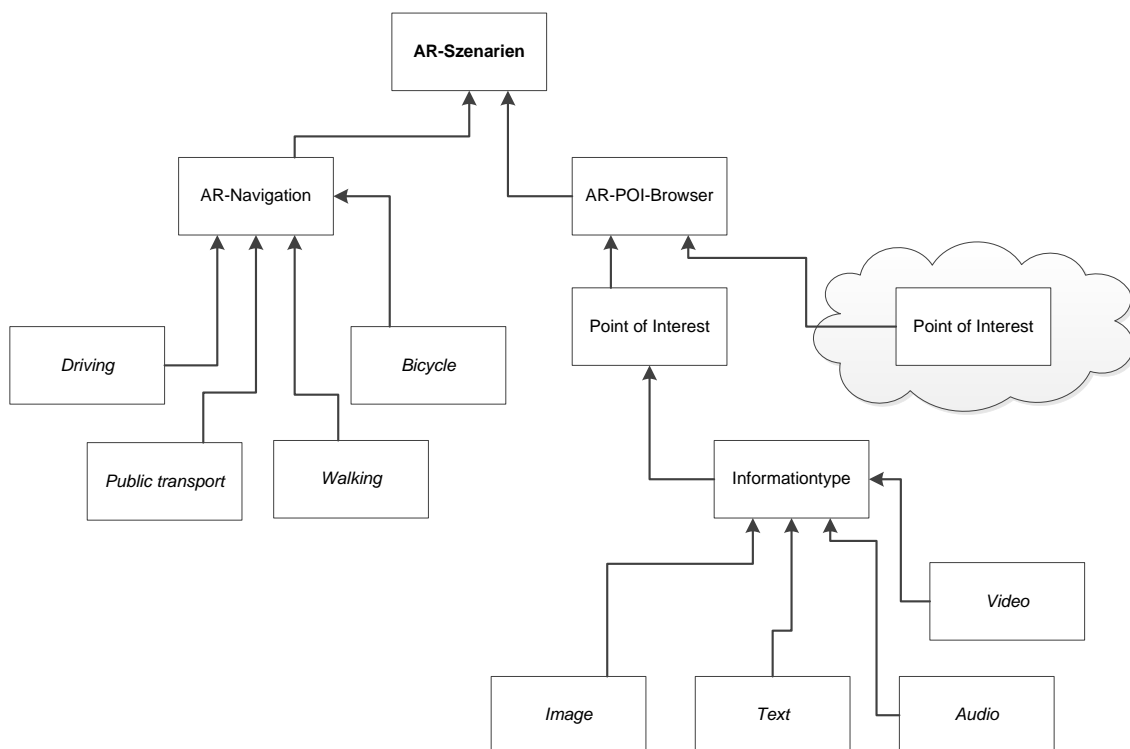 AR-Szenarien
AR-Navigation
AR-POI-Browser
Point of Interest
Point of Interest
Driving
Bicycle
Public transport
Walking
Informationtype
Video
Image
Text
Audio